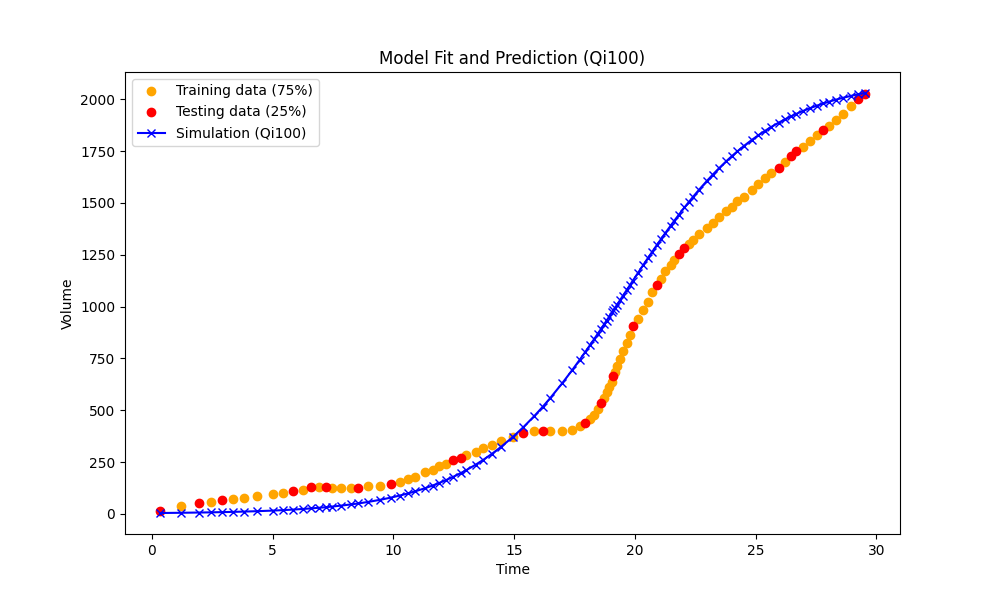 Model Fit and Prediction (Qi100)
Training data (75%)
Testing data (25%)
Simulation (Qi100)
Volume
2000
1750
1500
1250
1000
750
500
250
0
0 5 10 15 20 25 30
Time